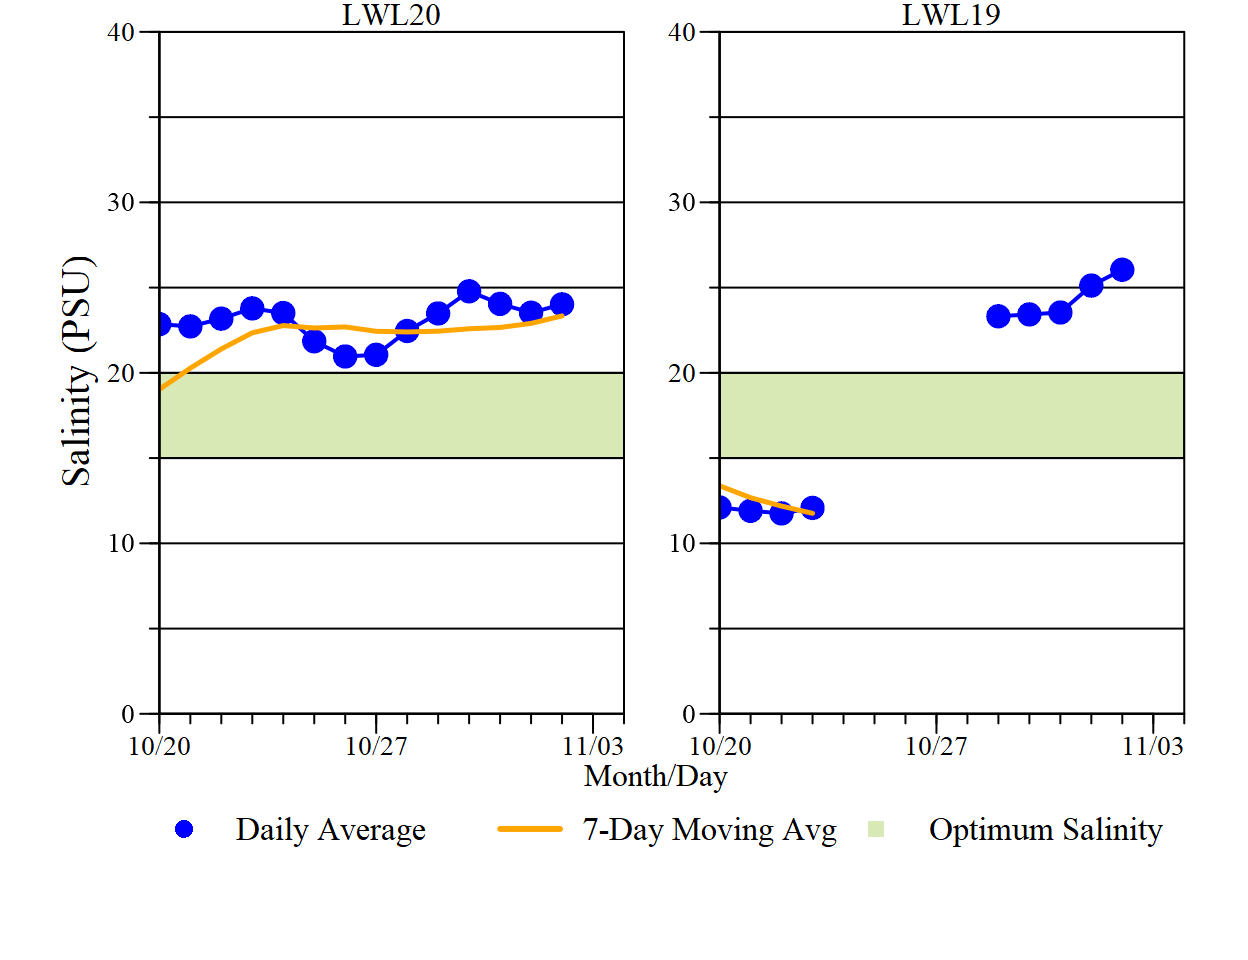 LWL20 LWL19
40 40
30 30
20 20
10 10
0 0
Salinity (PSU)
10/20 10/27 11/03 10/20 10/27 11/03
Month/Day
Daily Average 7-Day Moving Avg Optimum Salinity